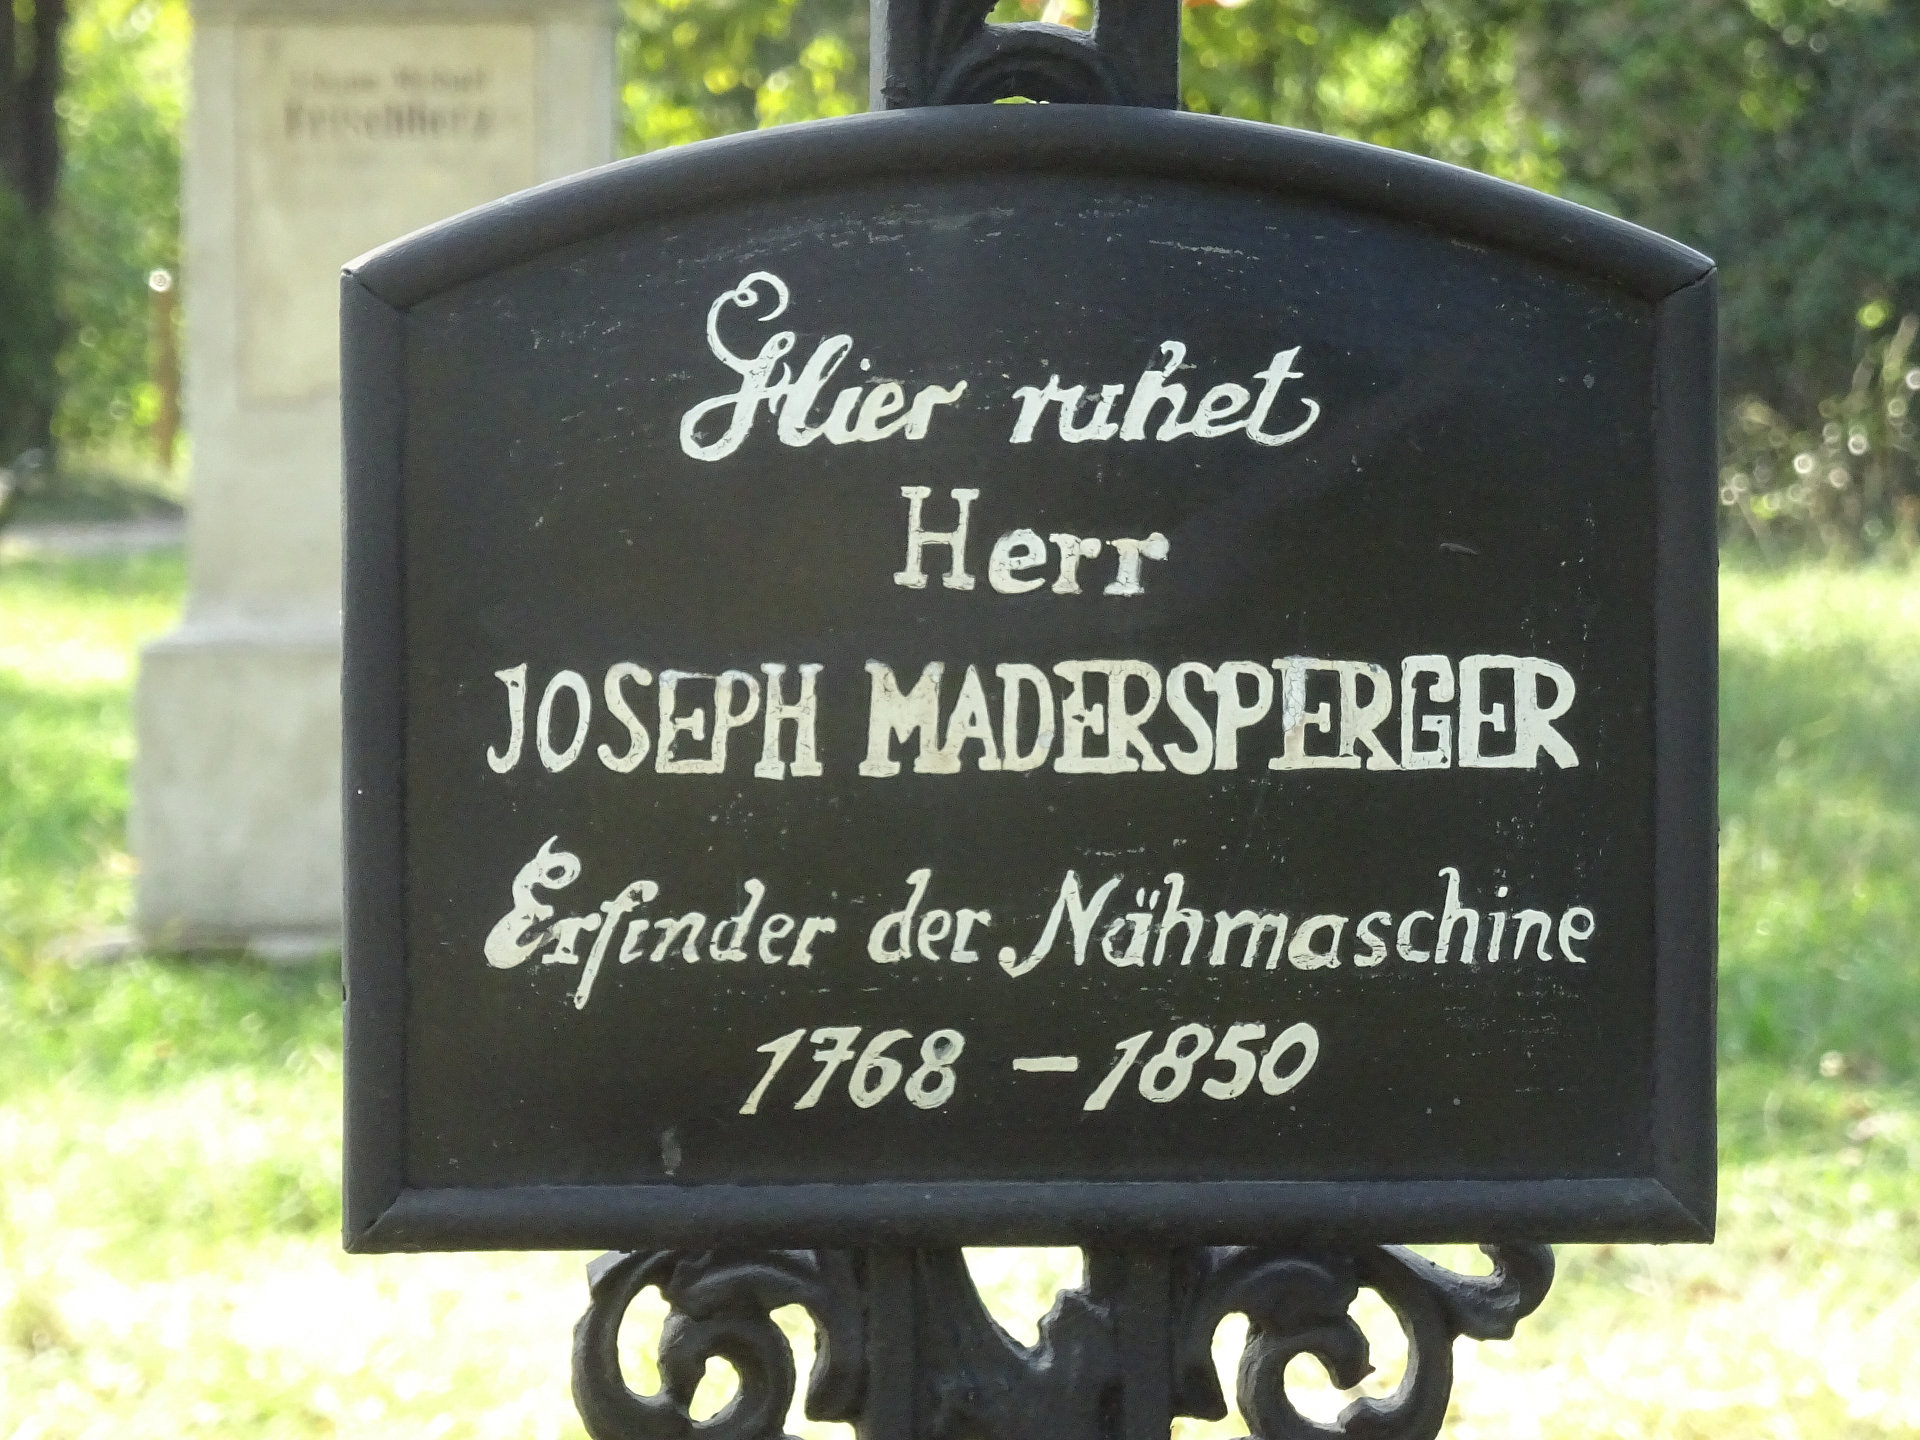 Hier ruhet
Herr
JOSEPH MADERSPERGER
Erfinder der Nähmaschine
1768 - 1850